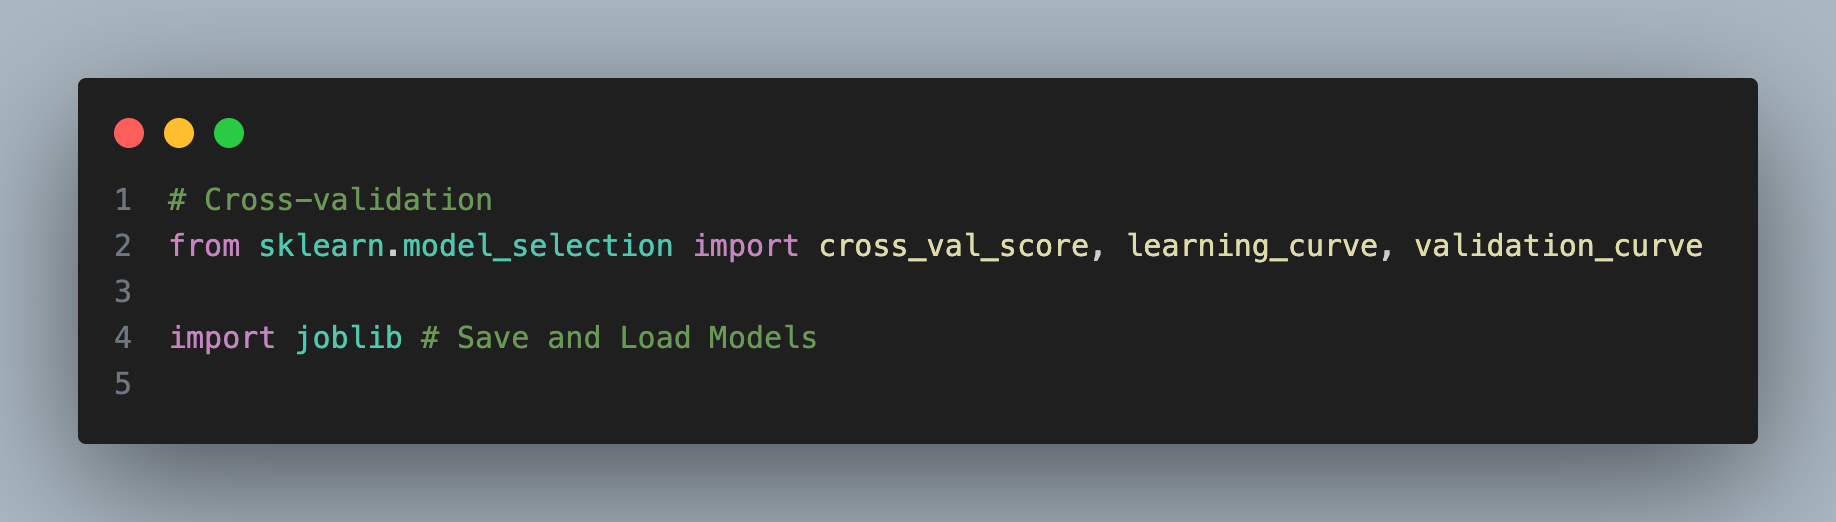 1 # Cross-validation
2 from sklearn.model_selection import cross_val_score, learning_curve, validation_curve
3
4 import joblib # Save and Load Models
5